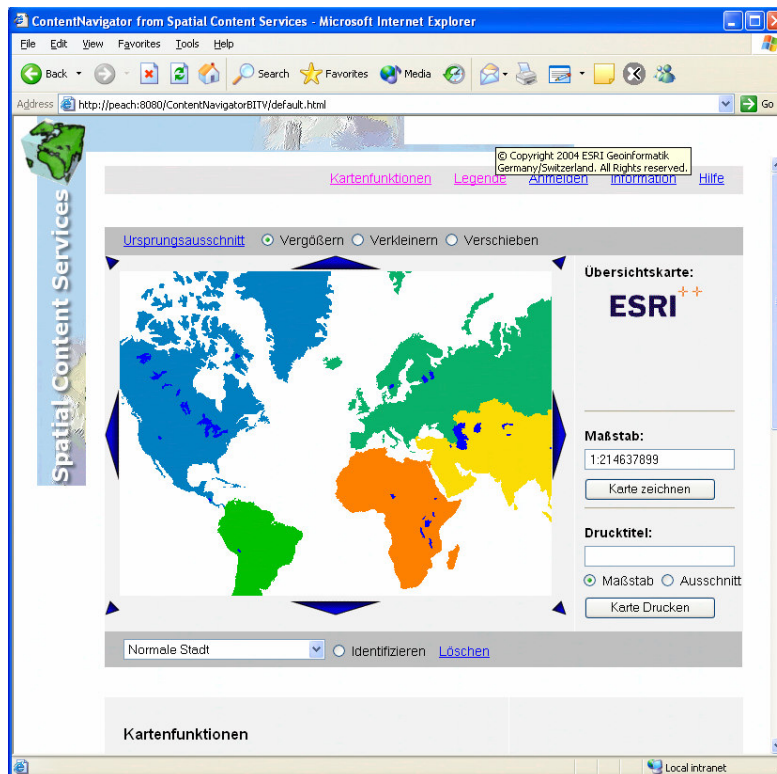 ContentNavigator from Spatial Content Services - Microsoft Internet Explorer
File Edit View Favorites Tools Help
Back Search Favorites Media
Address http://peach:8080/ContentNavigatorBITV/default.html Go
© Copyright 2004 ESRI Geoinformatik
Germany/Switzerland. All Rights reserved.
Kartenfunktionen Legende Anmelden Information Hilfe
Spatial Content Services
Ursprungsausschnitt Vergößern Verkleinern Verschieben
Übersichtskarte:
ESRI
Maßstab:
1:214637899
Karte zeichnen
Drucktitel:
Maßstab Ausschnitt
Karte Drucken
Normale Stadt Identifizieren Löschen
Kartenfunktionen
Local intranet